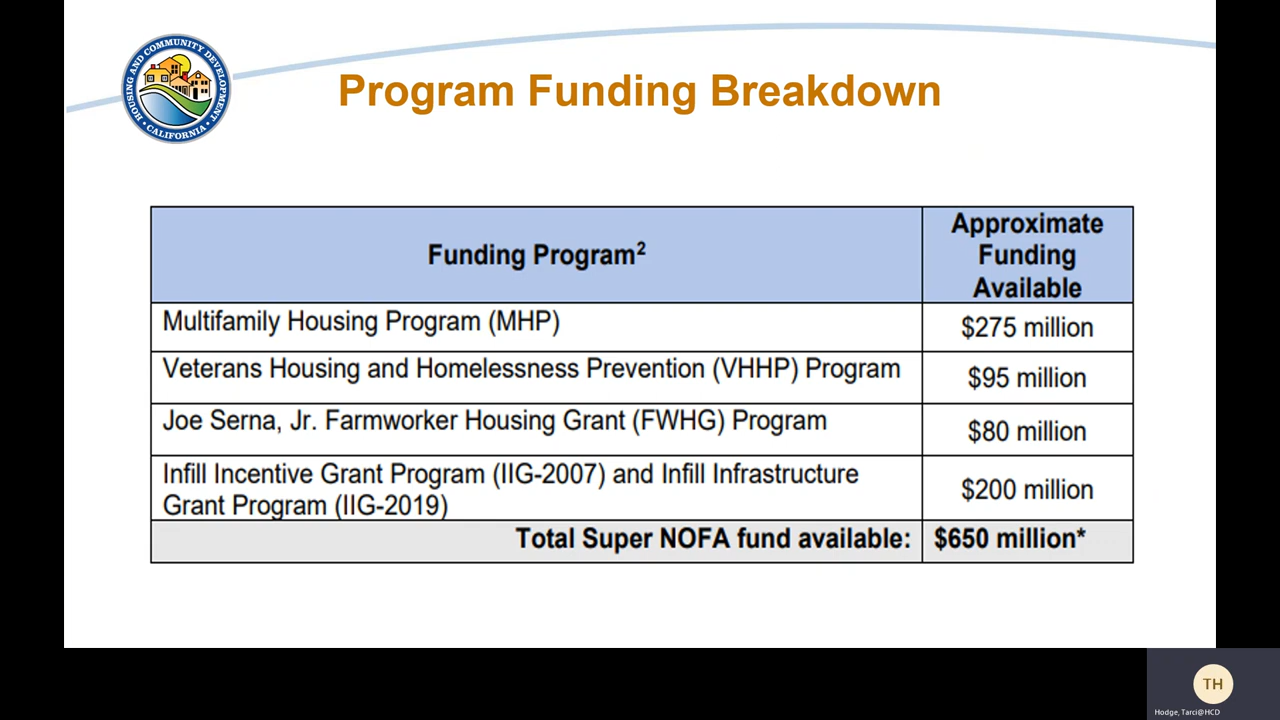 HOUSING AND COMMUNITY DEVELOPMENT
• CALIFORNIA •
Program Funding Breakdown
Funding Program²
Approximate
Funding
Available
Multifamily Housing Program (MHP)
$275 million
Veterans Housing and Homelessness Prevention (VHHP) Program
$95 million
Joe Serna, Jr. Farmworker Housing Grant (FWHG) Program
$80 million
Infill Incentive Grant Program (IIG-2007) and Infill Infrastructure
Grant Program (IIG-2019)
$200 million
Total Super NOFA fund available:
$650 million*
TH
Hodge, Tarci@HCD